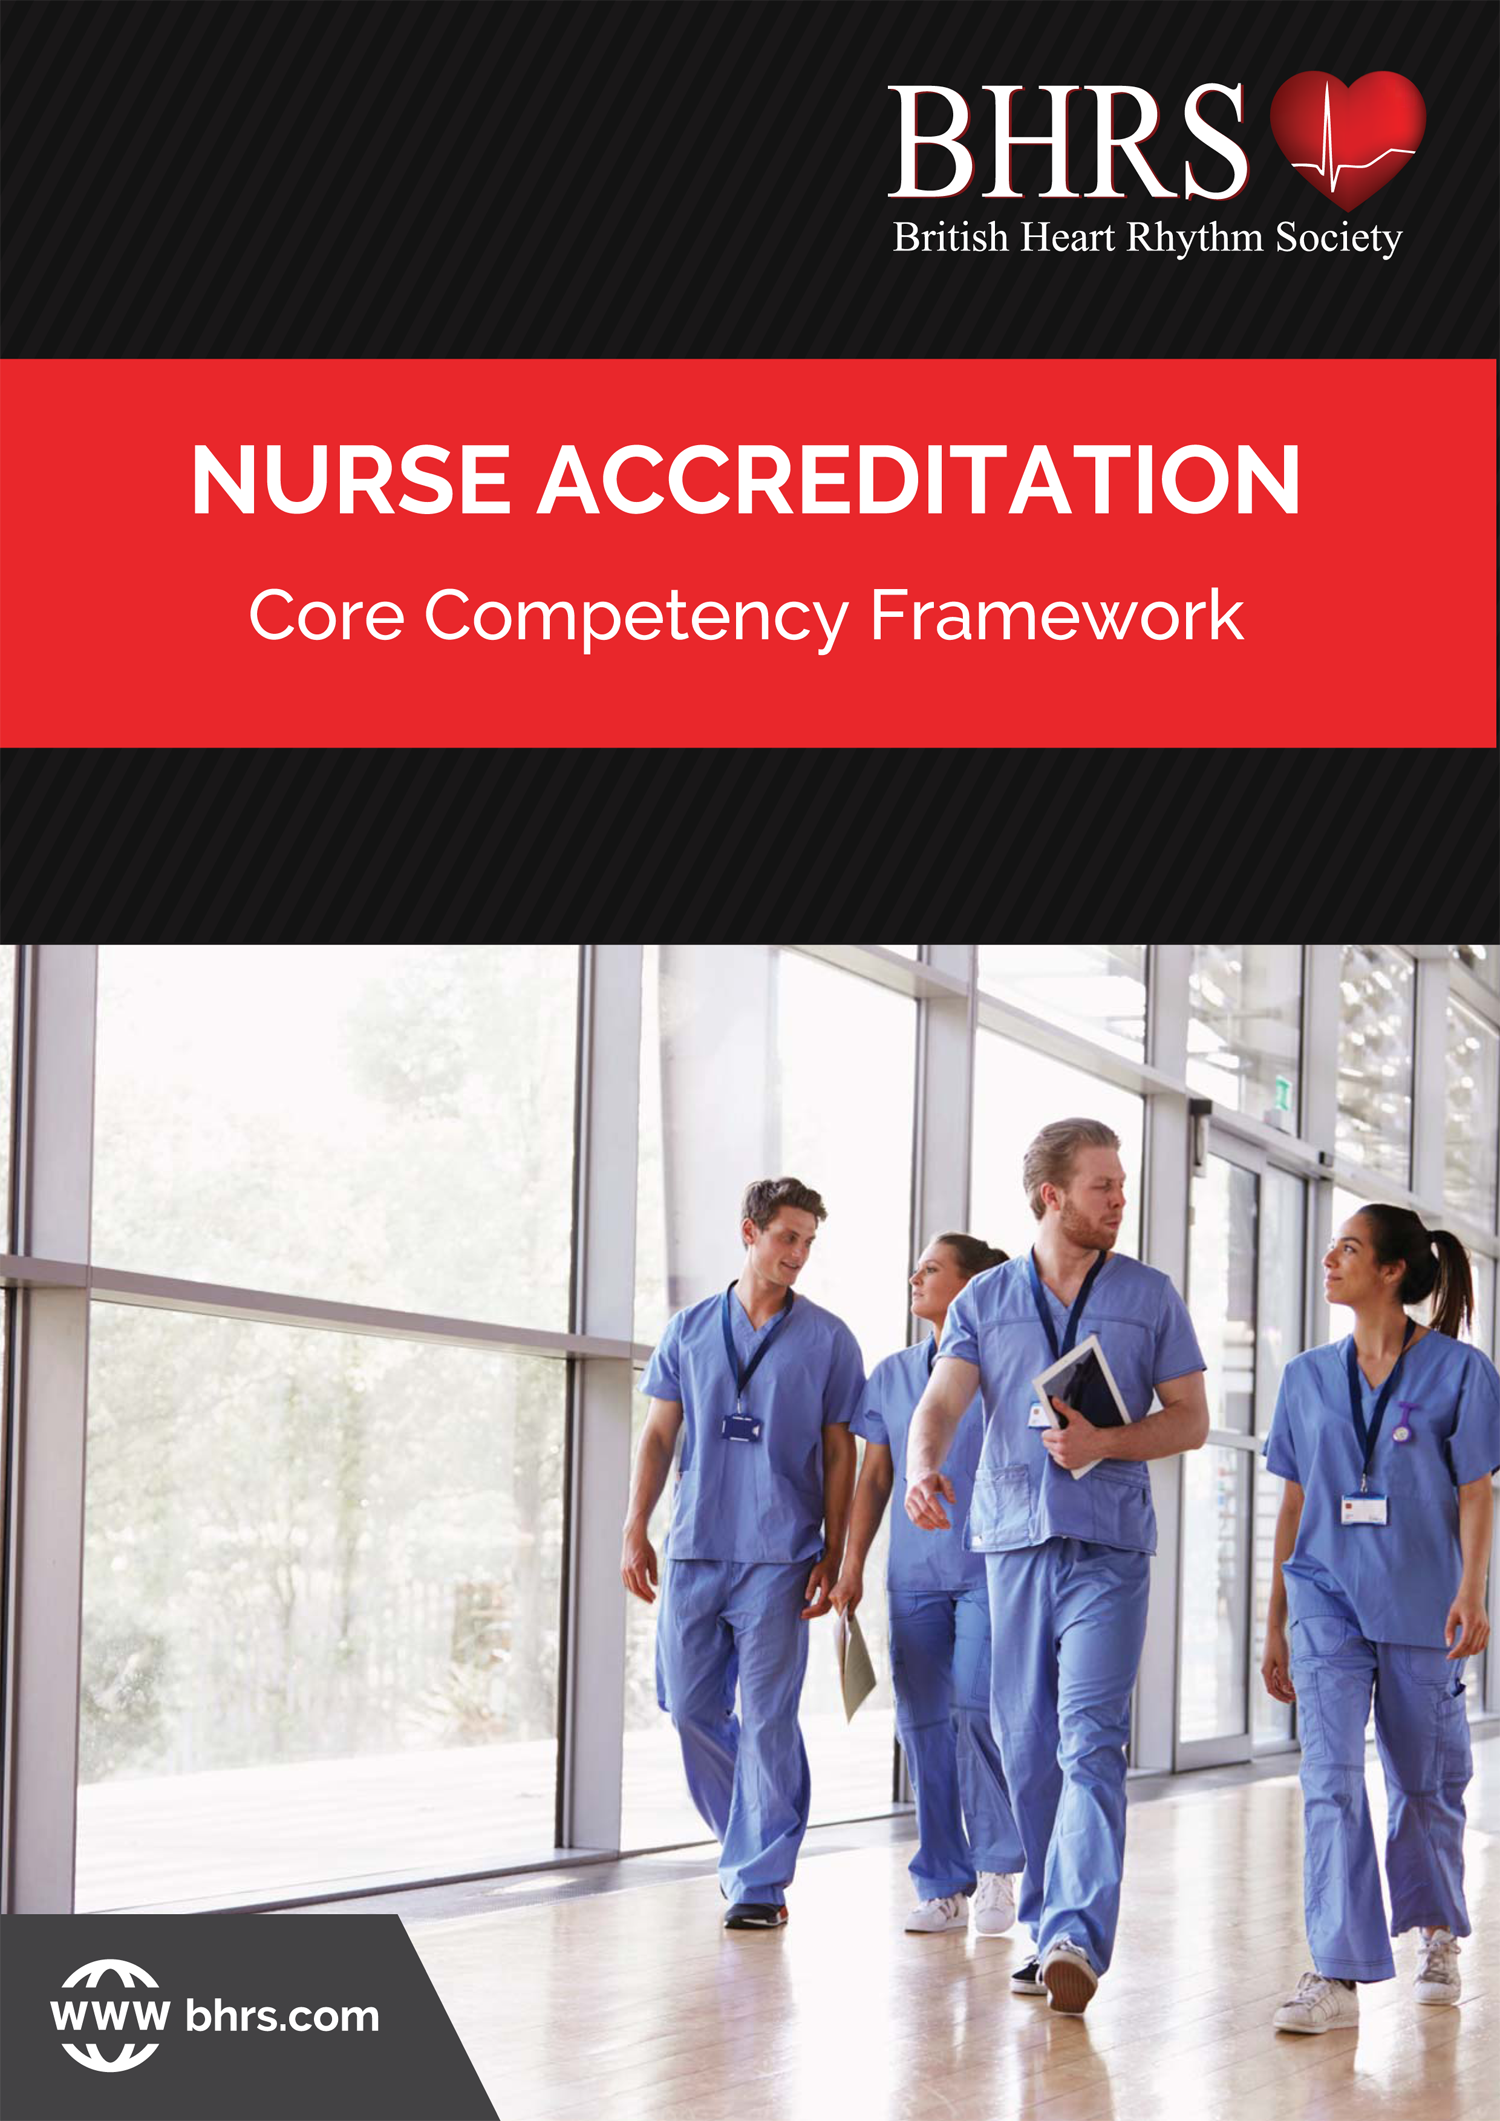 BHRS
British Heart Rhythm Society
NURSE ACCREDITATION
Core Competency Framework
www bhrs.com